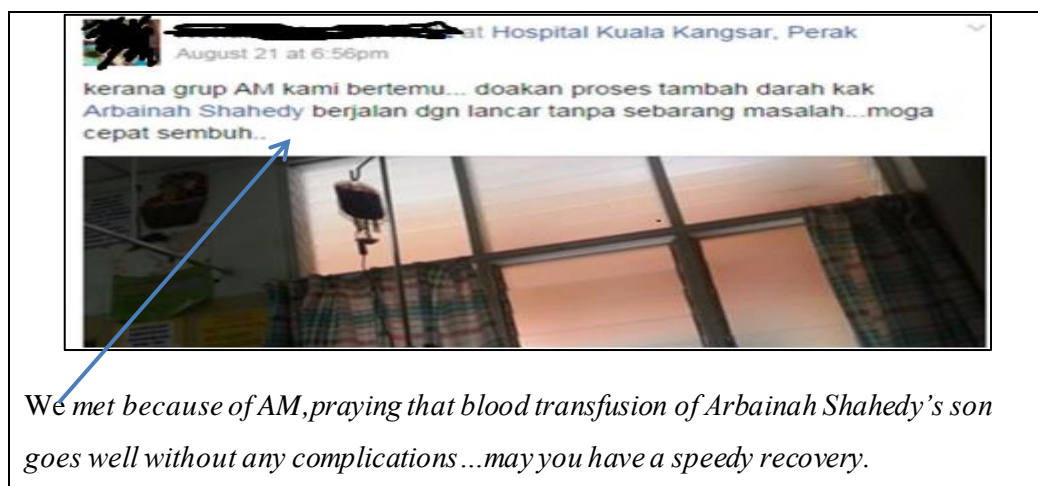 at Hospital Kuala Kangsar, Perak
August 21 at 6:56pm
kerana grup AM kami bertemu... doakan proses tambah darah kak
Arbainah Shahedy berjalan dgn lancar tanpa sebarang masalah...moga
cepat sembuh..
We met because of AM,praying that blood transfusion of Arbainah Shahedy's son
goes well without any complications...may you have a speedy recovery.